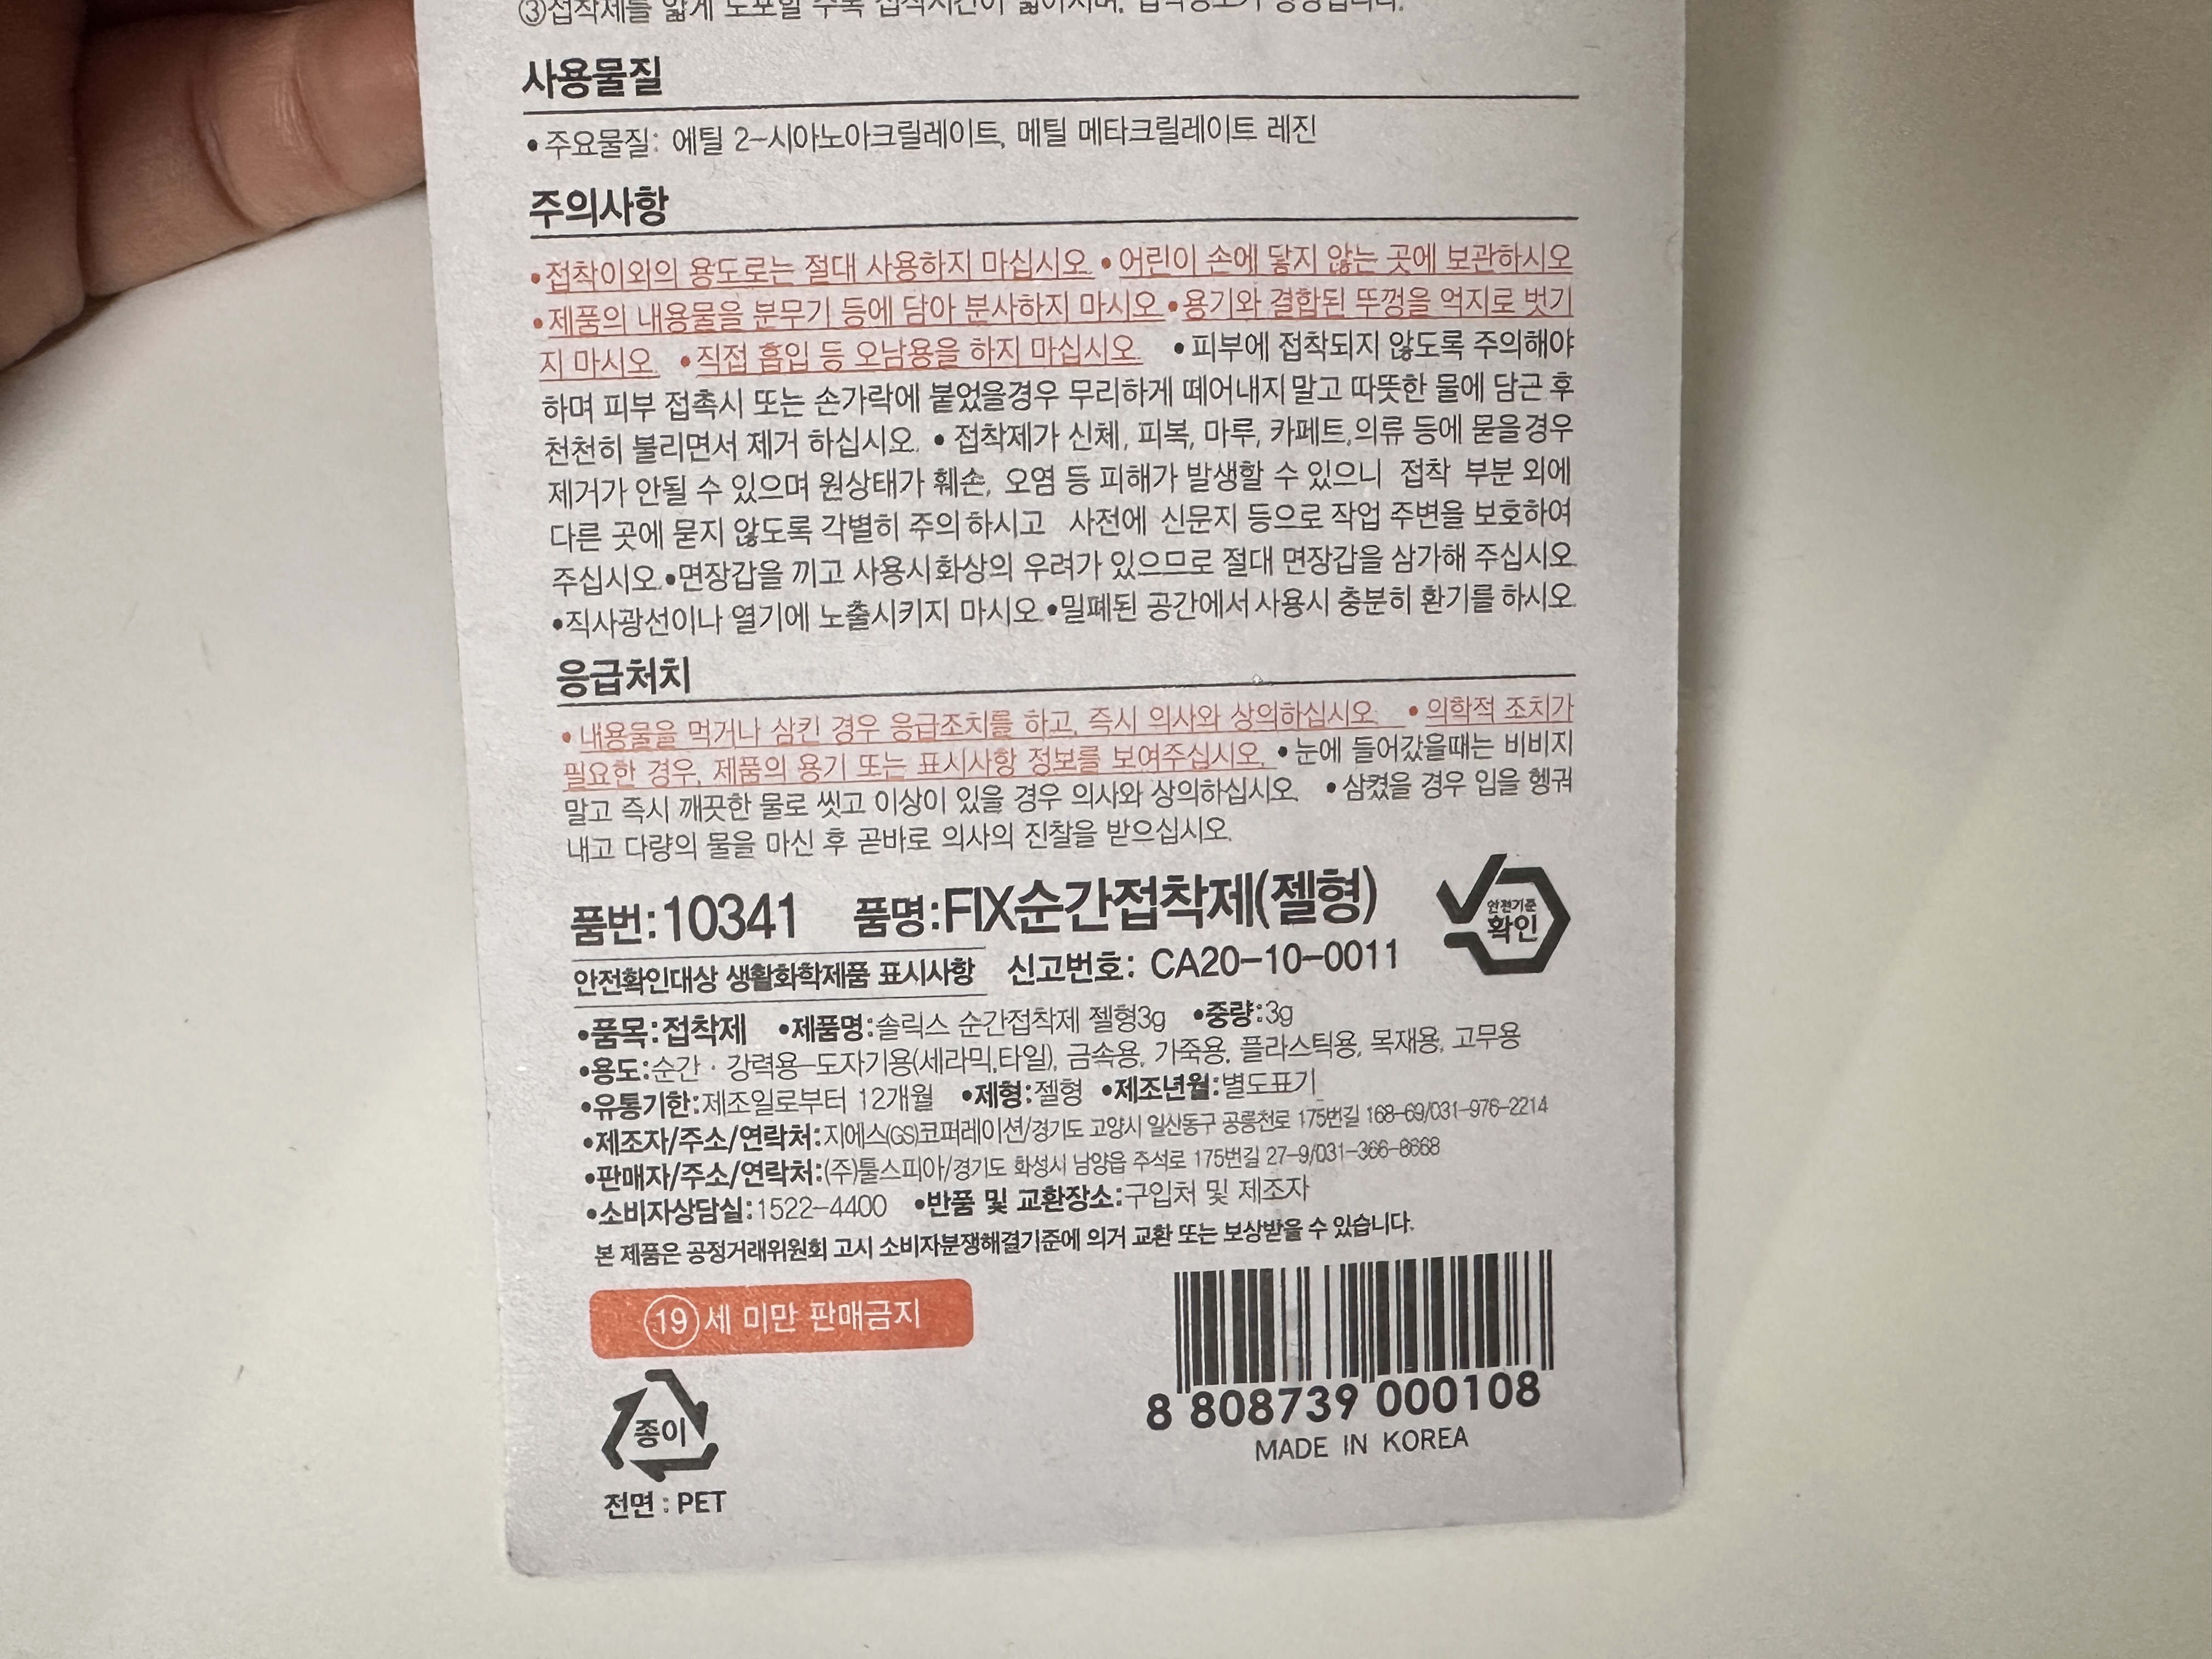 ③접착제를 얇게 도포할 수록 접착시간이 짧아지며, 접착강도가 향상됩니다.
사용물질
•주요물질: 에틸 2-시아노아크릴레이트, 메틸 메타크릴레이트 레진
주의사항
•접착이외의 용도로는 절대 사용하지 마십시오. •어린이 손에 닿지 않는 곳에 보관하시오
•제품의 내용물을 분무기 등에 담아 분사하지 마시오.•용기와 결합된 뚜껑을 억지로 벗기
지 마시오. •직접 흡입 등 오남용을 하지 마십시오. •피부에 접착되지 않도록 주의해야
하며 피부 접촉시 또는 손가락에 붙었을경우 무리하게 떼어내지 말고 따뜻한 물에 담근 후
천천히 불리면서 제거 하십시오. • 접착제가 신체, 피복, 마루, 카페트,의류 등에 묻을경우
제거가 안될 수 있으며 원상태가 훼손, 오염 등 피해가 발생할 수 있으니 접착 부분 외에
다른 곳에 묻지 않도록 각별히 주의하시고 사전에 신문지 등으로 작업 주변을 보호하여
주십시오.•면장갑을 끼고 사용시화상의 우려가 있으므로 절대 면장갑을 삼가해 주십시오.
•직사광선이나 열기에 노출시키지 마시오.•밀폐된 공간에서 사용시 충분히 환기를 하시오.
응급처치
•내용물을 먹거나 삼킨 경우 응급조치를 하고, 즉시 의사와 상의하십시오. •의학적 조치가
필요한 경우, 제품의 용기 또는 표시사항 정보를 보여주십시오. •눈에 들어갔을때는 비비지
말고 즉시 깨끗한 물로 씻고 이상이 있을 경우 의사와 상의하십시오. •삼켰을 경우 입을 헹궈
내고 다량의 물을 마신 후 곧바로 의사의 진찰을 받으십시오.
품번:10341 품명:FIX순간접착제(젤형)
안전기준
확인
안전확인대상 생활화학제품 표시사항 신고번호: CA20-10-0011
•품목:접착제 •제품명:솔릭스 순간접착제 젤형3g •중량:3g
•용도:순간·강력용-도자기용(세라믹,타일), 금속용, 가죽용, 플라스틱용, 목재용, 고무용
•유통기한:제조일로부터 12개월 •제형:젤형 •제조년월:별도표기
•제조자/주소/연락처:지에스(GS)코퍼레이션/경기도 고양시 일산동구 공릉천로 175번길 168-69/031-976-2214
•판매자/주소/연락처:(주)툴스피아/경기도 화성시 남양읍 주석로 175번길 27-9/031-366-8668
•소비자상담실:1522-4400 •반품 및 교환장소:구입처 및 제조자
본 제품은 공정거래위원회 고시 소비자분쟁해결기준에 의거 교환 또는 보상받을 수 있습니다.
19세 미만 판매금지
8 808739 000108
MADE IN KOREA
종이
전면 : PET